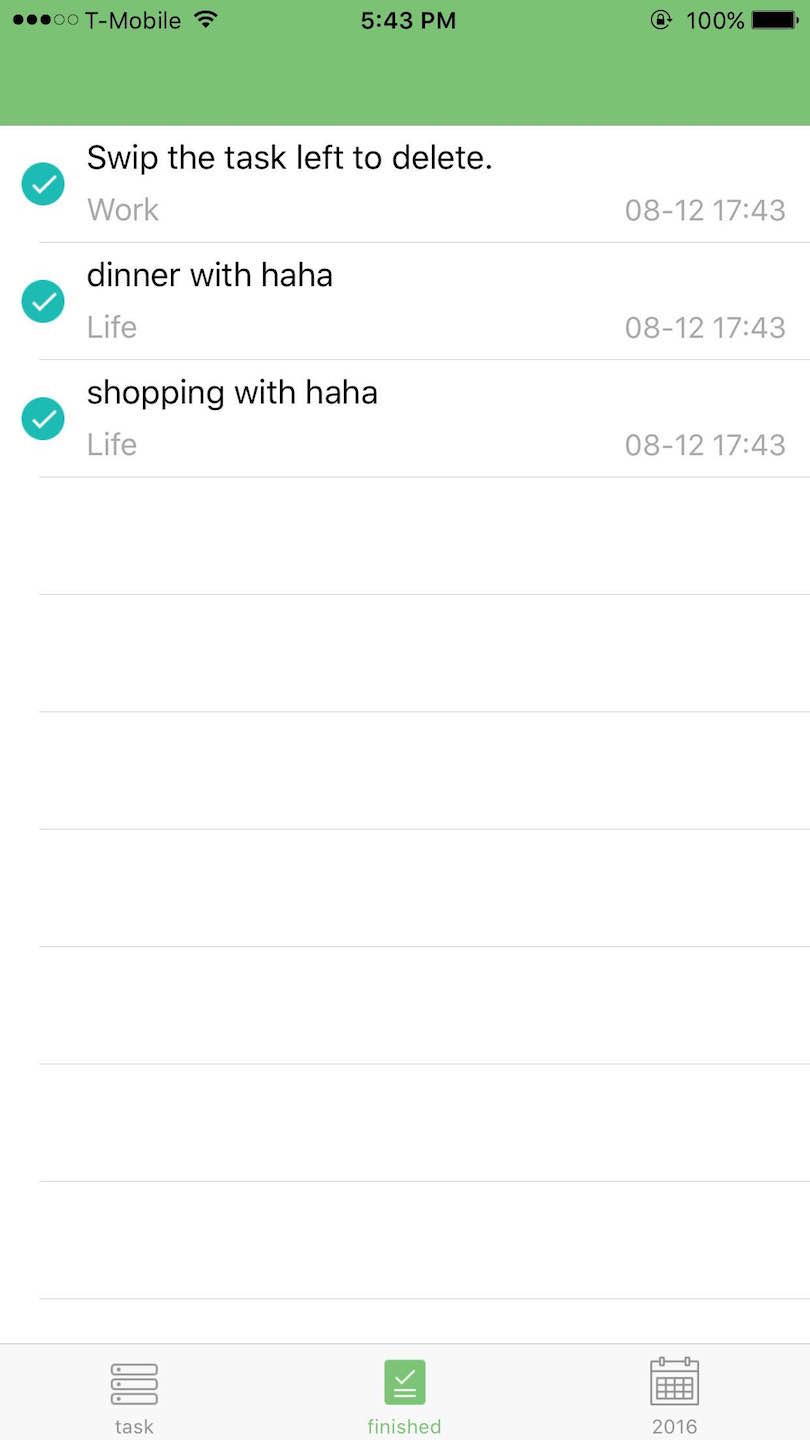 T-Mobile 5:43 PM 100%
Swip the task left to delete.
Work 08-12 17:43
dinner with haha
Life 08-12 17:43
shopping with haha
Life 08-12 17:43
task finished 2016